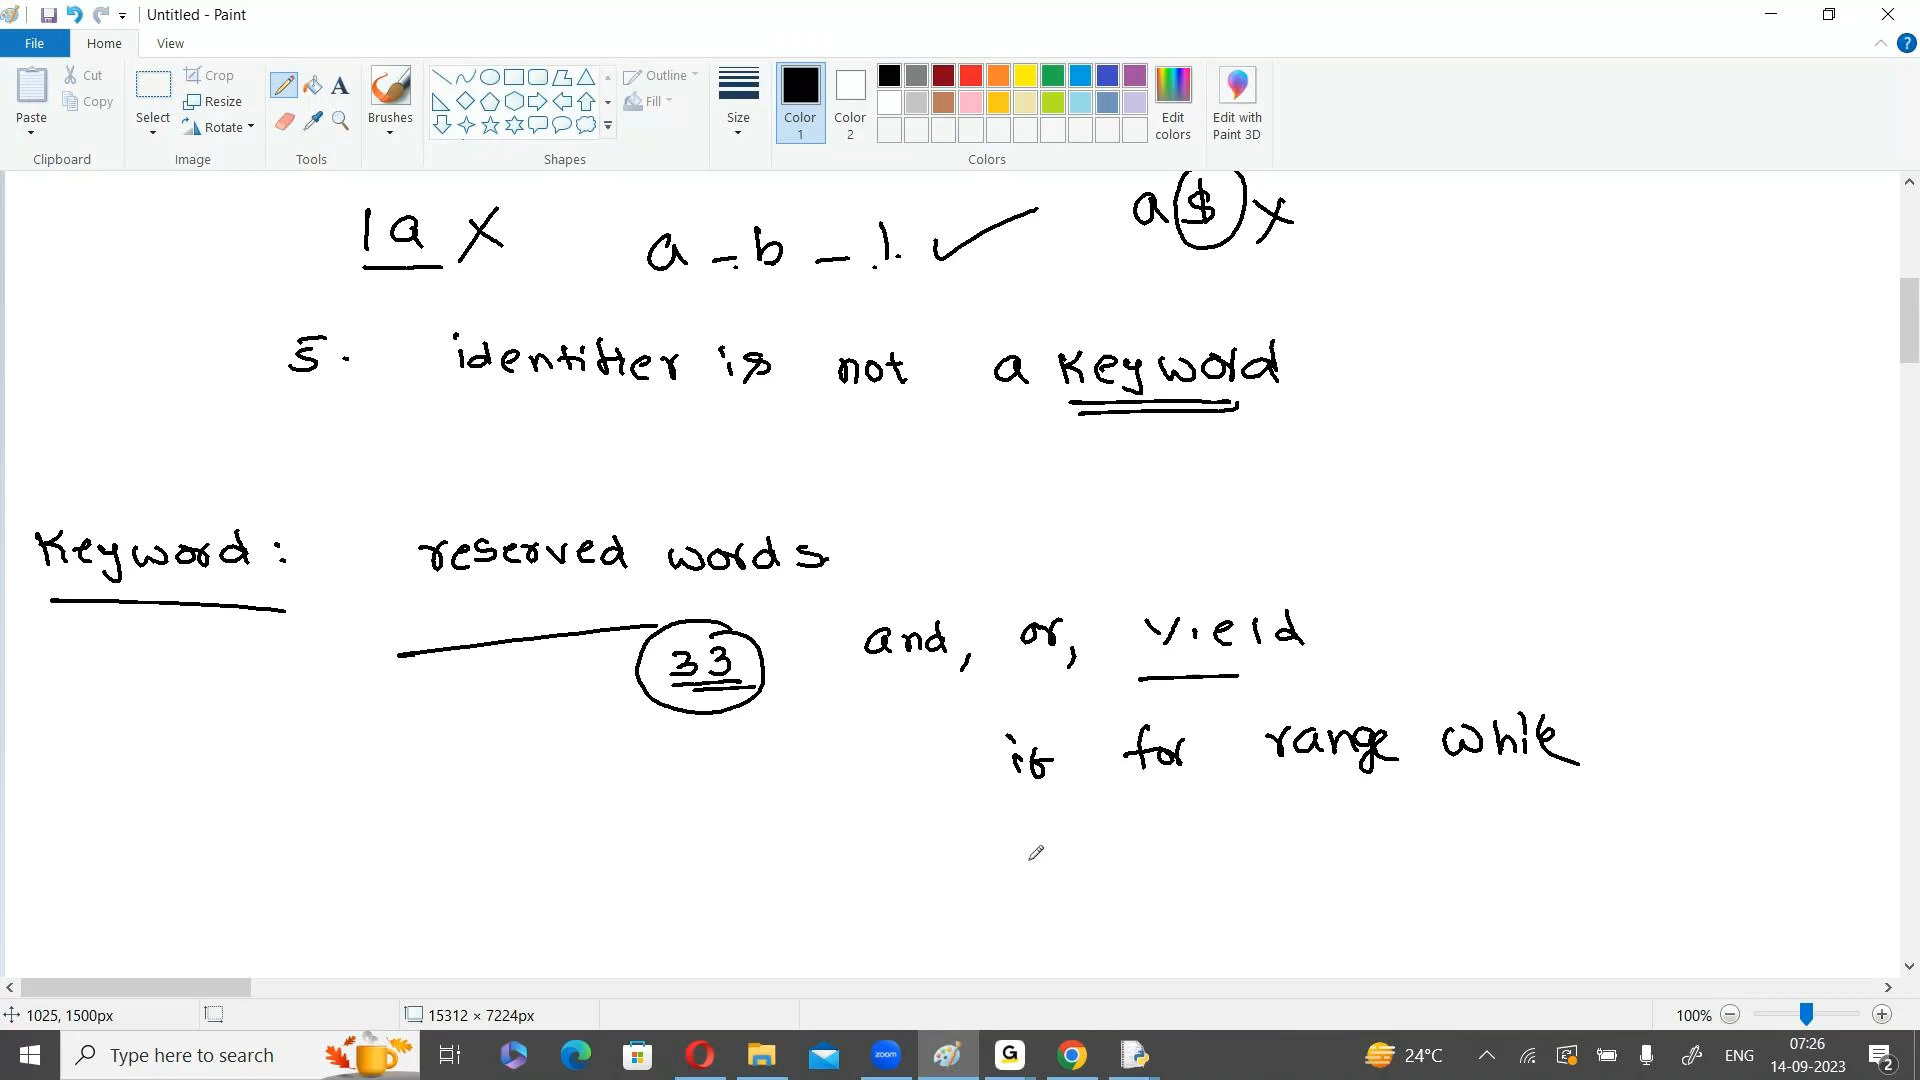 Untitled - Paint
File Home View
Paste Cut Copy Clipboard
Select Crop Resize Rotate Image
Tools
Brushes
Outline Fill Shapes
Size
Color 1 Color 2 Edit colors Edit with Paint 3D Colors
1a X a_b_1 ✓ a$ X
5. identifier is not a keyword
Keyword: reserved words
33 and, or, yield
if for range while
1025, 1500px 15312 × 7224px 100%
Type here to search zoom G 24°C ENG 07:26
14-09-2023 2